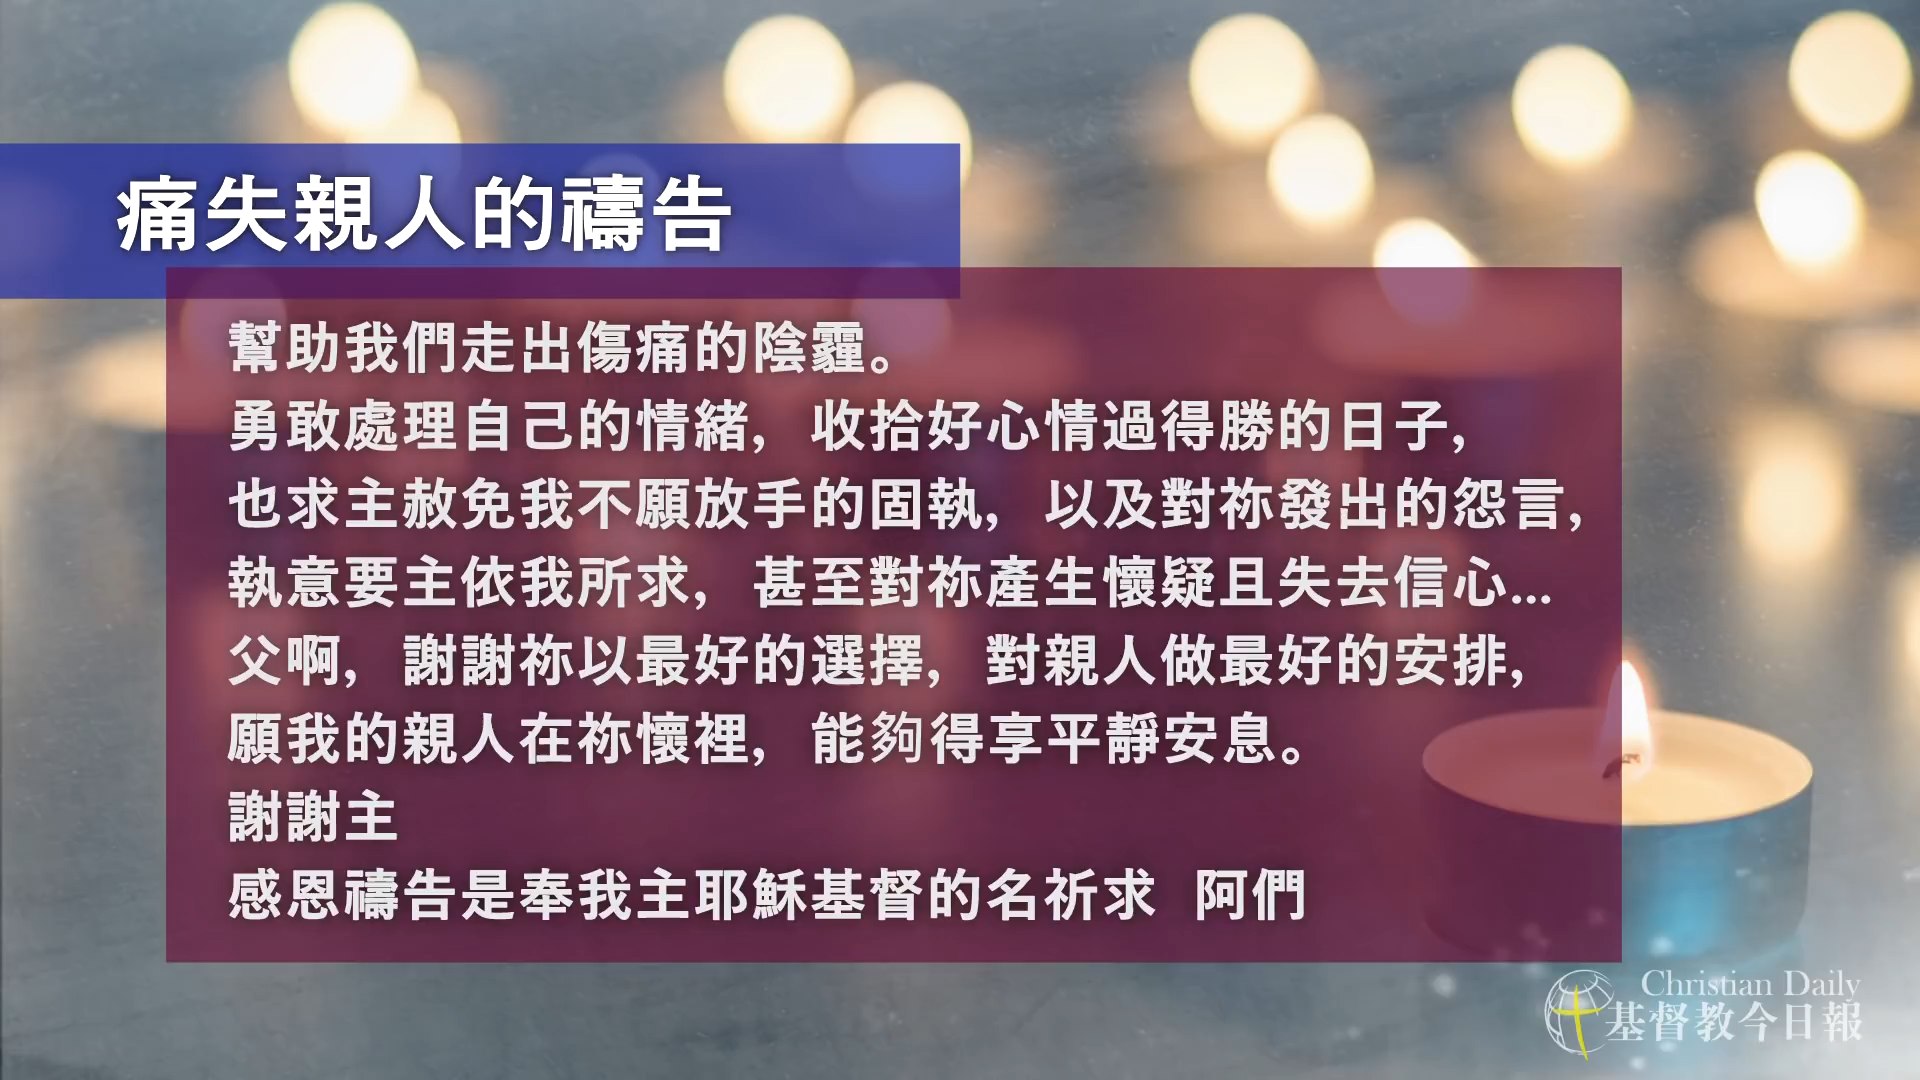 痛失親人的禱告
幫助我們走出傷痛的陰霾。
勇敢處理自己的情緒，收拾好心情過得勝的日子，
也求主赦免我不願放手的固執，以及對祢發出的怨言，
執意要主依我所求，甚至對祢產生懷疑且失去信心...
父啊，謝謝祢以最好的選擇，對親人做最好的安排，
願我的親人在祢懷裡，能夠得享平靜安息。
謝謝主
感恩禱告是奉我主耶穌基督的名祈求 阿們
Christian Daily
基督教今日報